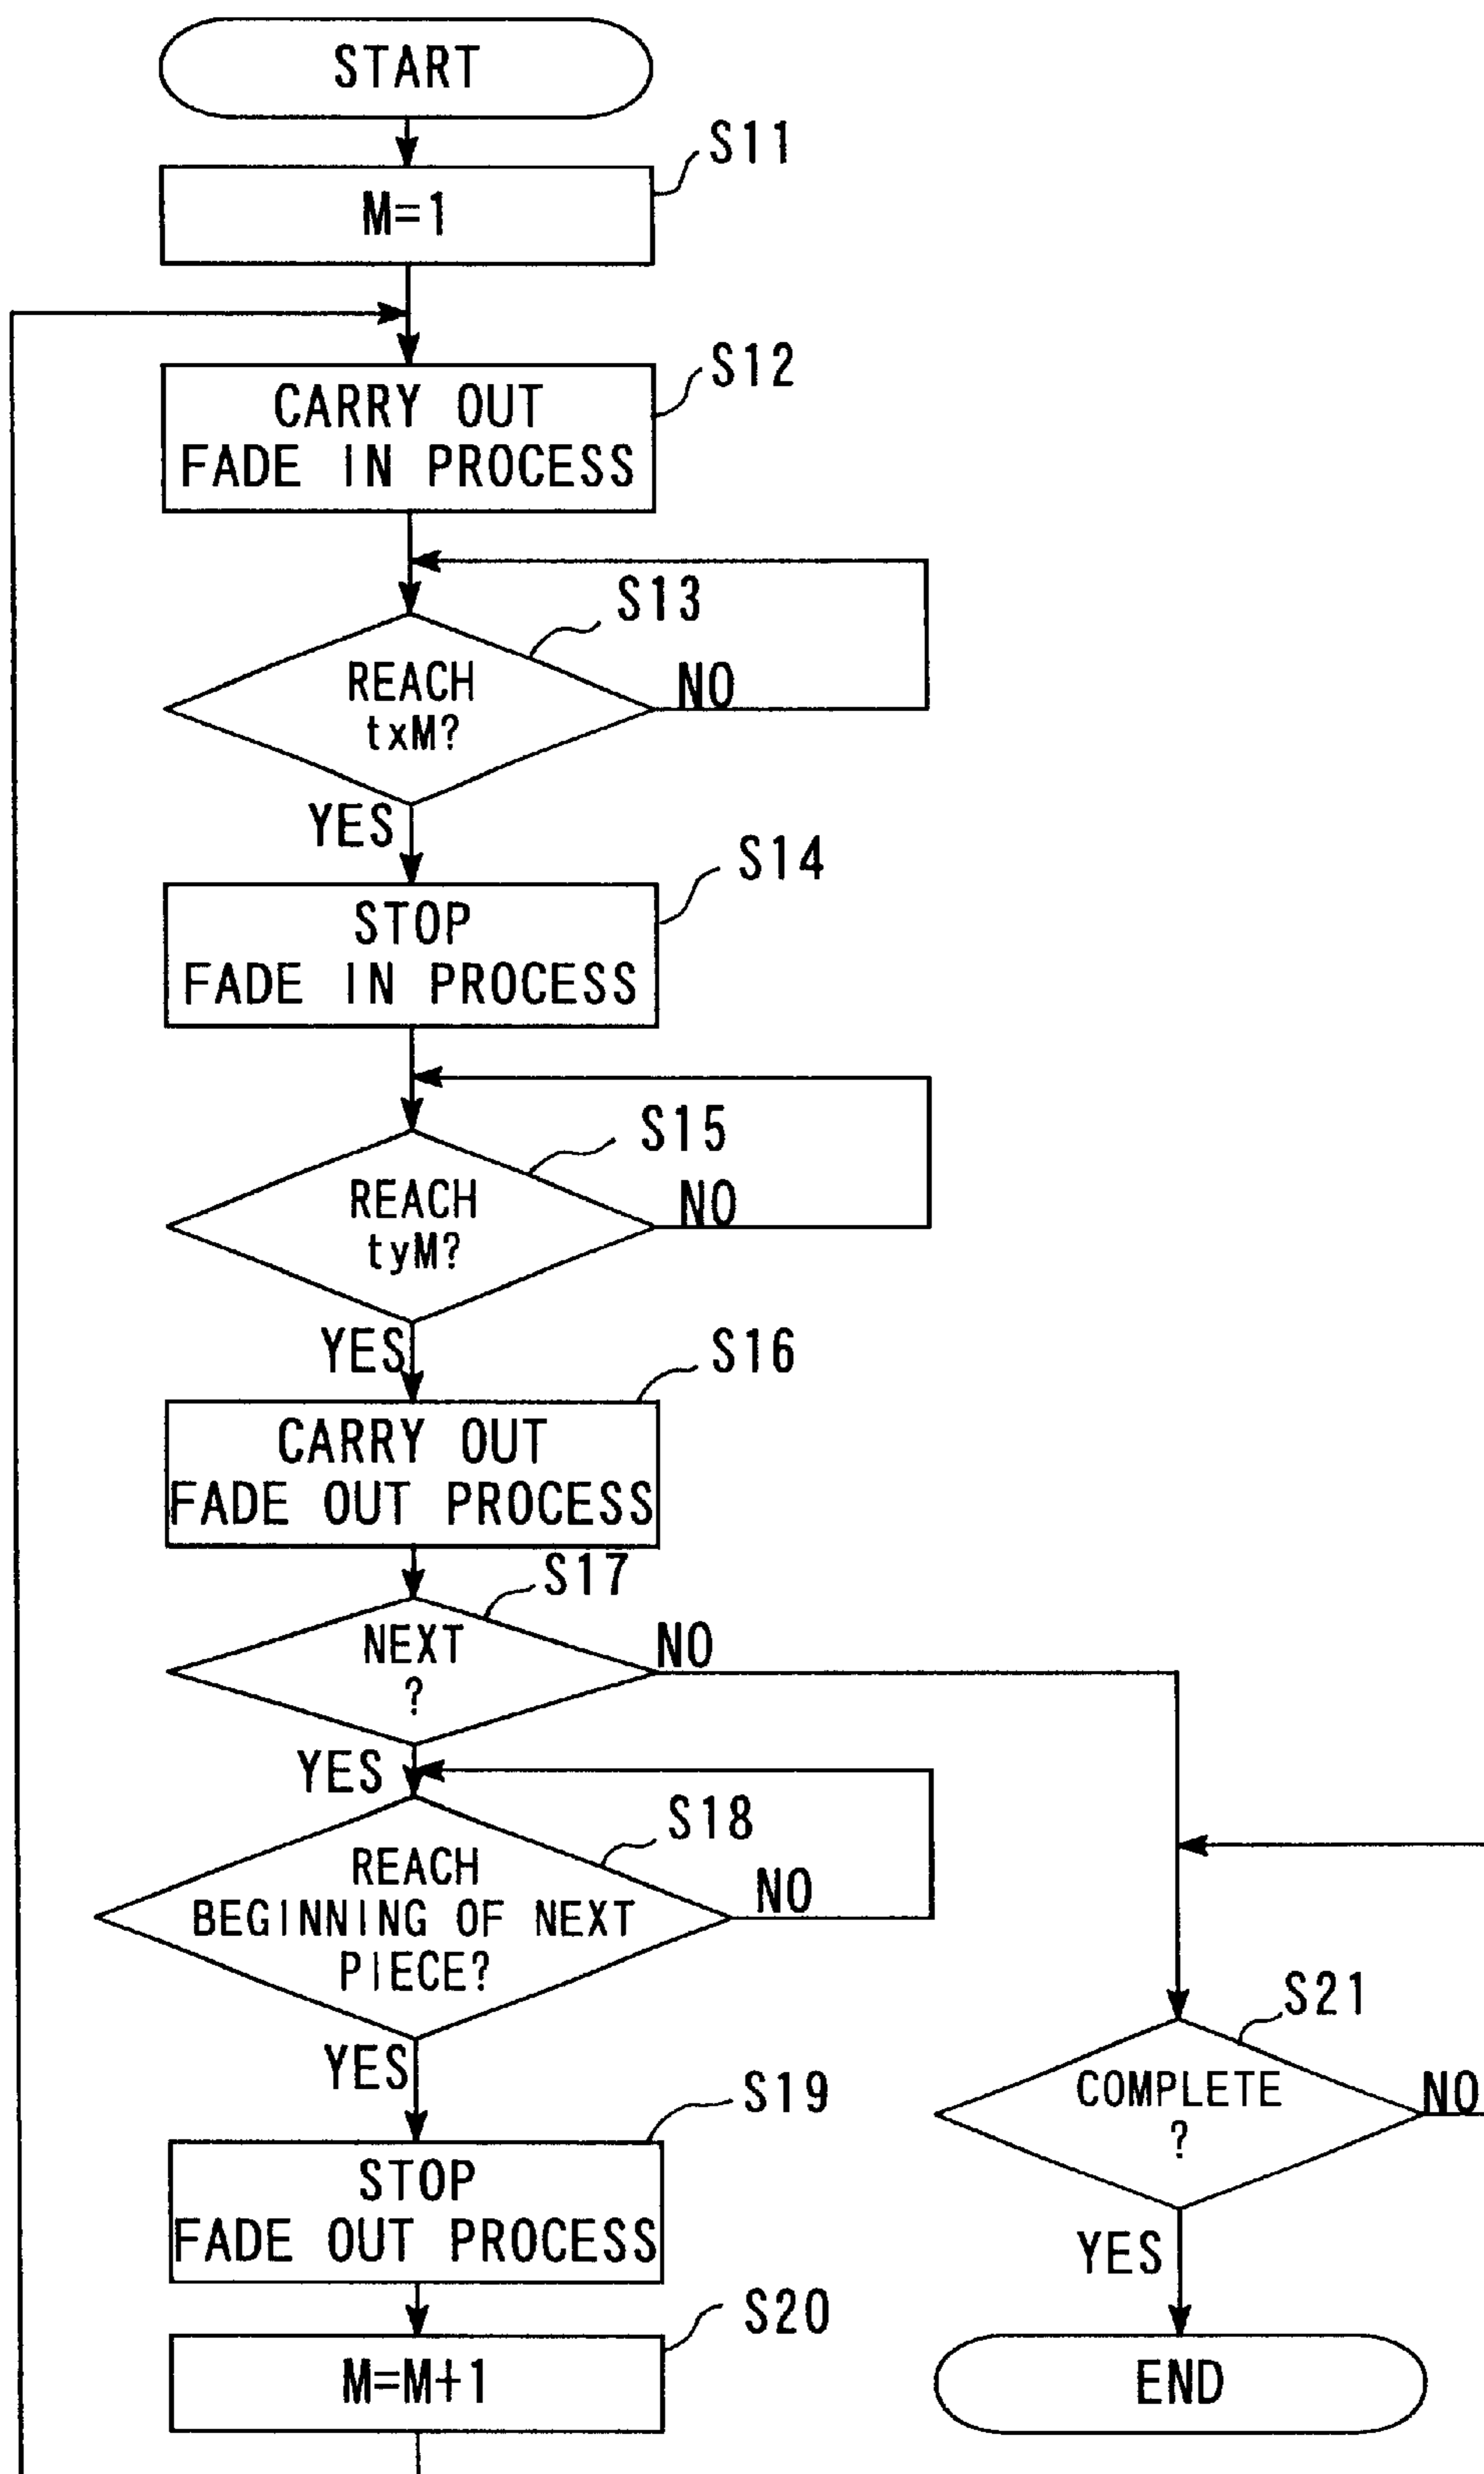 START
S11
M=1
S12
CARRY OUT
FADE IN PROCESS
S13
REACH
txM?
NO
YES
S14
STOP
FADE IN PROCESS
S15
REACH
tyM?
NO
YES
S16
CARRY OUT
FADE OUT PROCESS
S17
NEXT
?
NO
YES
S18
REACH
BEGINNING OF NEXT
PIECE?
NO
YES
S19
STOP
FADE OUT PROCESS
S20
M=M+1
S21
COMPLETE
?
NO
YES
END